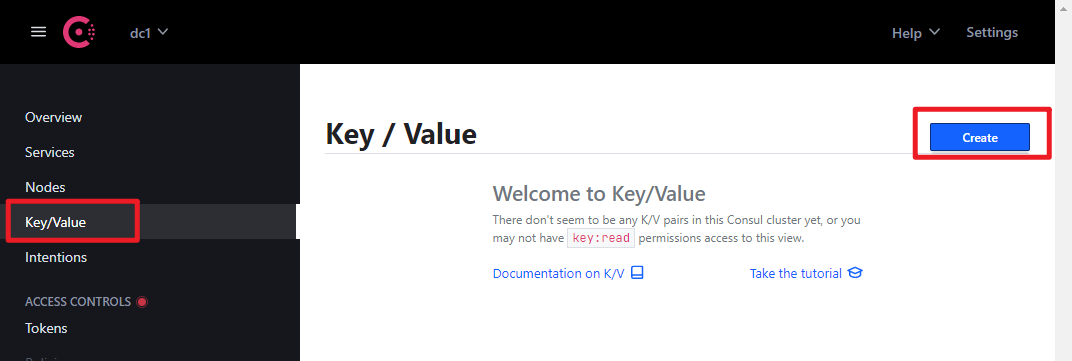 dc1
Help
Settings
Overview
Services
Nodes
Key/Value
Intentions
ACCESS CONTROLS
Tokens
Key / Value
Create
Welcome to Key/Value
There don't seem to be any K/V pairs in this Consul cluster yet, or you
may not have key:read permissions access to this view.
Documentation on K/V
Take the tutorial